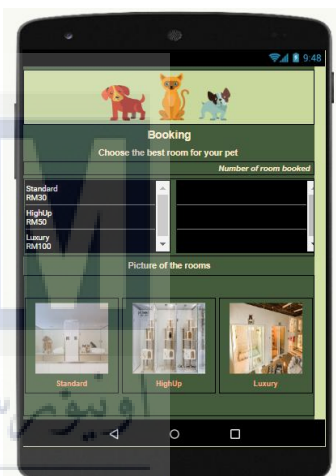 9:48
Booking
Choose the best room for your pet
Number of room booked
Standard
RM30
HighUp
RM50
Luxury
RM100
Picture of the rooms
Standard
HighUp
Luxury